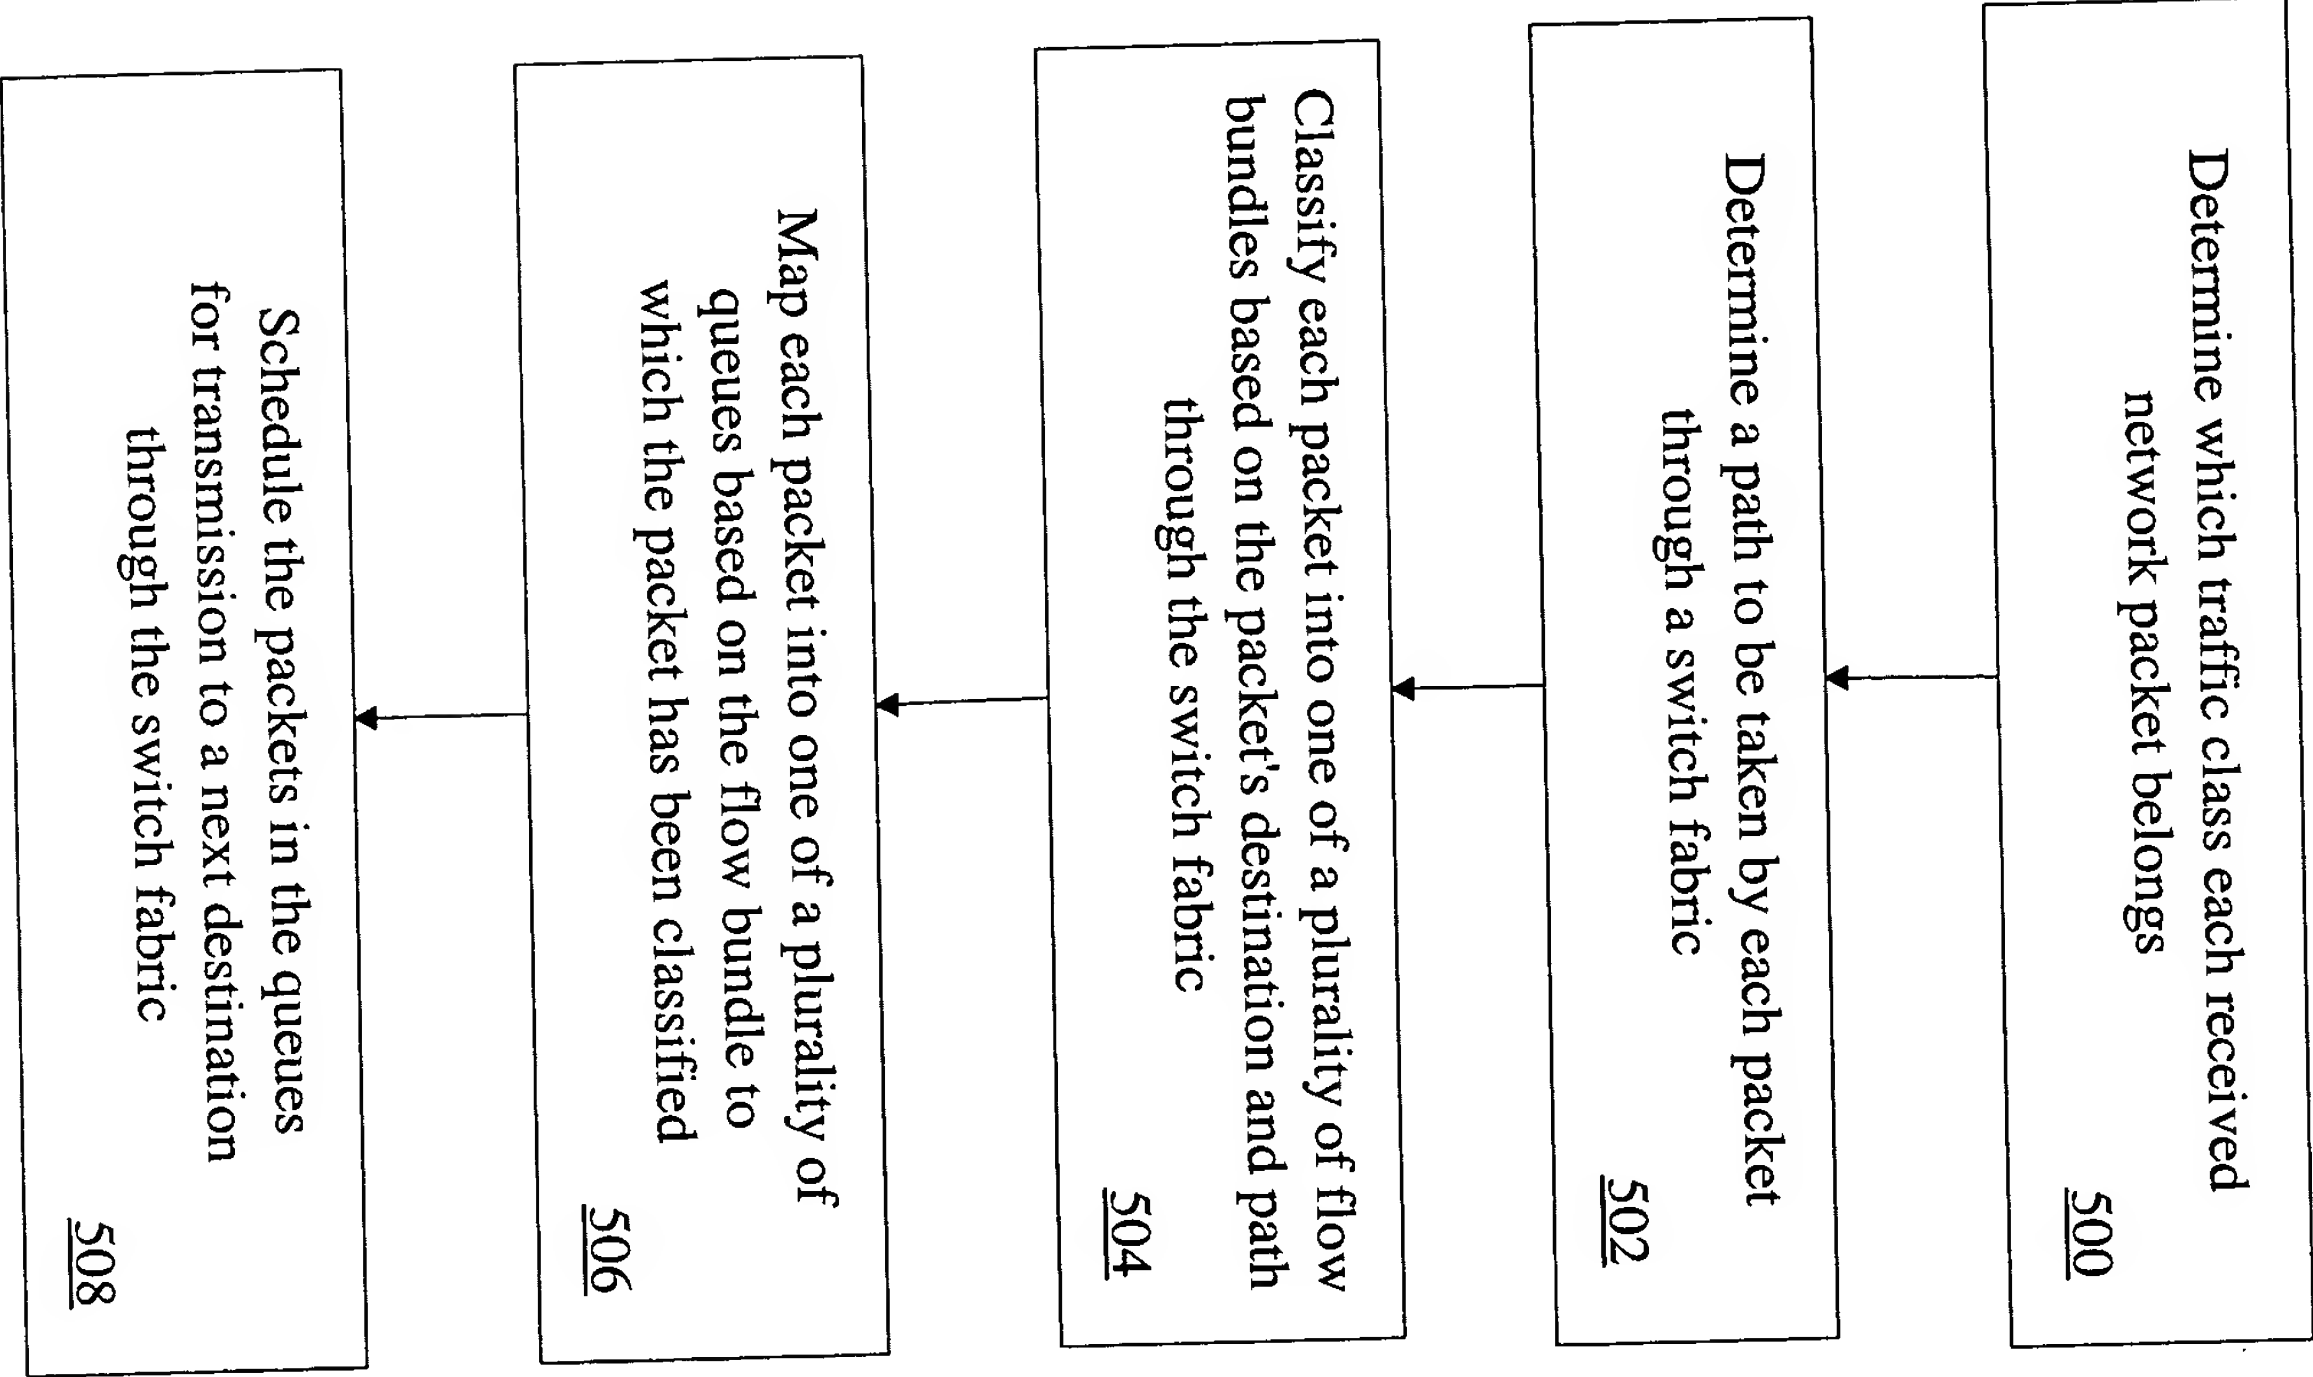 Determine which traffic class each received
network packet belongs
500
Determine a path to be taken by each packet
through a switch fabric
502
Classify each packet into one of a plurality of flow
bundles based on the packet's destination and path
through the switch fabric
504
Map each packet into one of a plurality of
queues based on the flow bundle to
which the packet has been classified
506
Schedule the packets in the queues
for transmission to a next destination
through the switch fabric
508